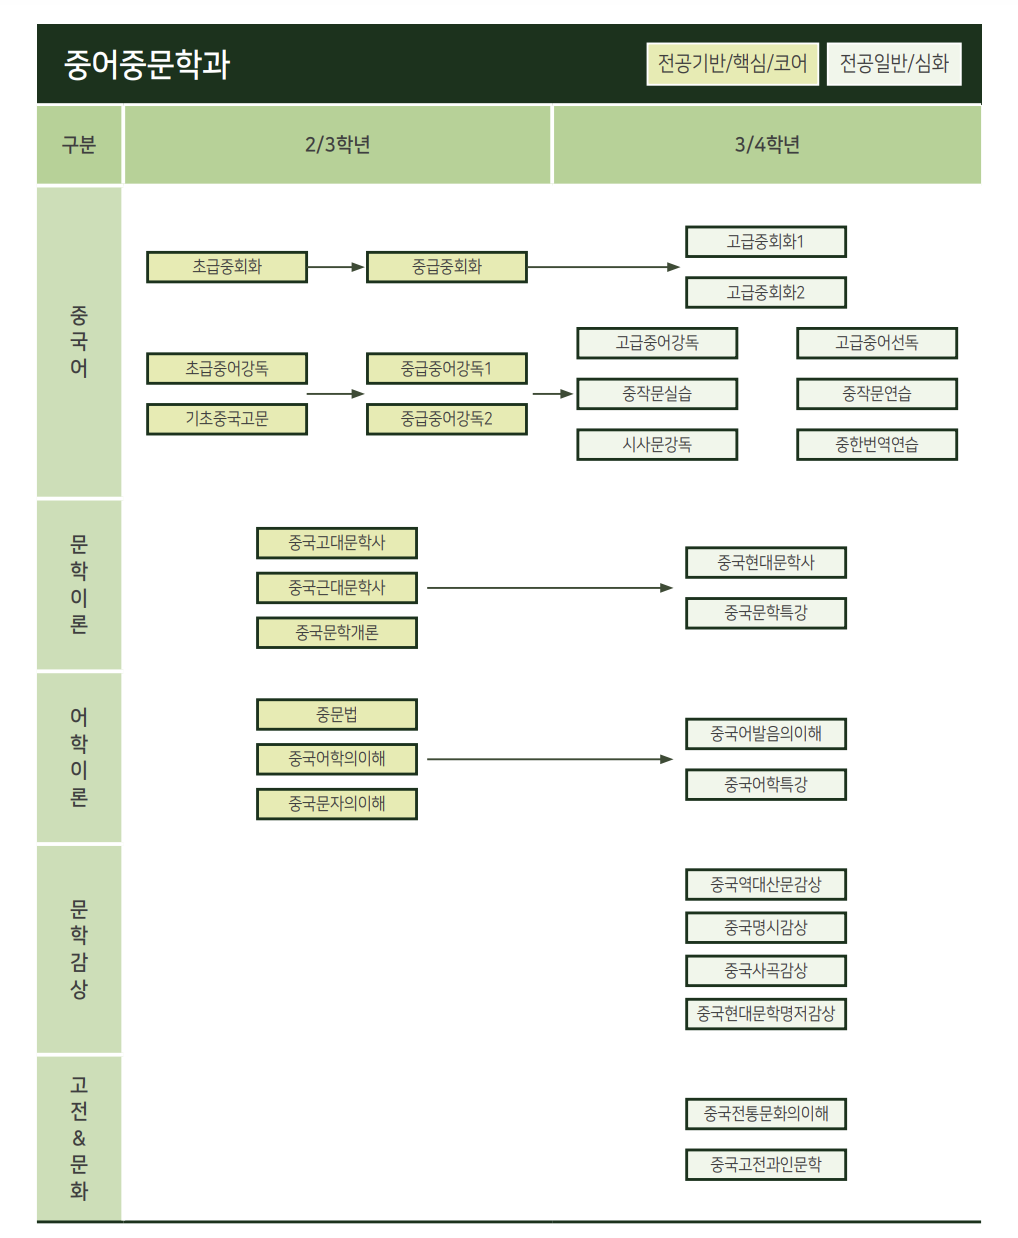 중어중문학과
전공기반/핵심/코어
전공일반/심화
구분
2/3학년
3/4학년
중국어
초급중회화
중급중회화
고급중회화1
고급중회화2
초급중어강독
기초중국고문
중급중어강독1
중급중어강독2
고급중어강독
고급중어선독
중작문실습
중작문연습
시사문강독
중한번역연습
문학이론
중국고대문학사
중국근대문학사
중국문학개론
중국현대문학사
중국문학특강
어학이론
중문법
중국어학의이해
중국문자의이해
중국어발음의이해
중국어학특강
문학감상
중국역대산문감상
중국명시감상
중국사곡감상
중국현대문학명저감상
고전&문화
중국전통문화의이해
중국고전과인문학